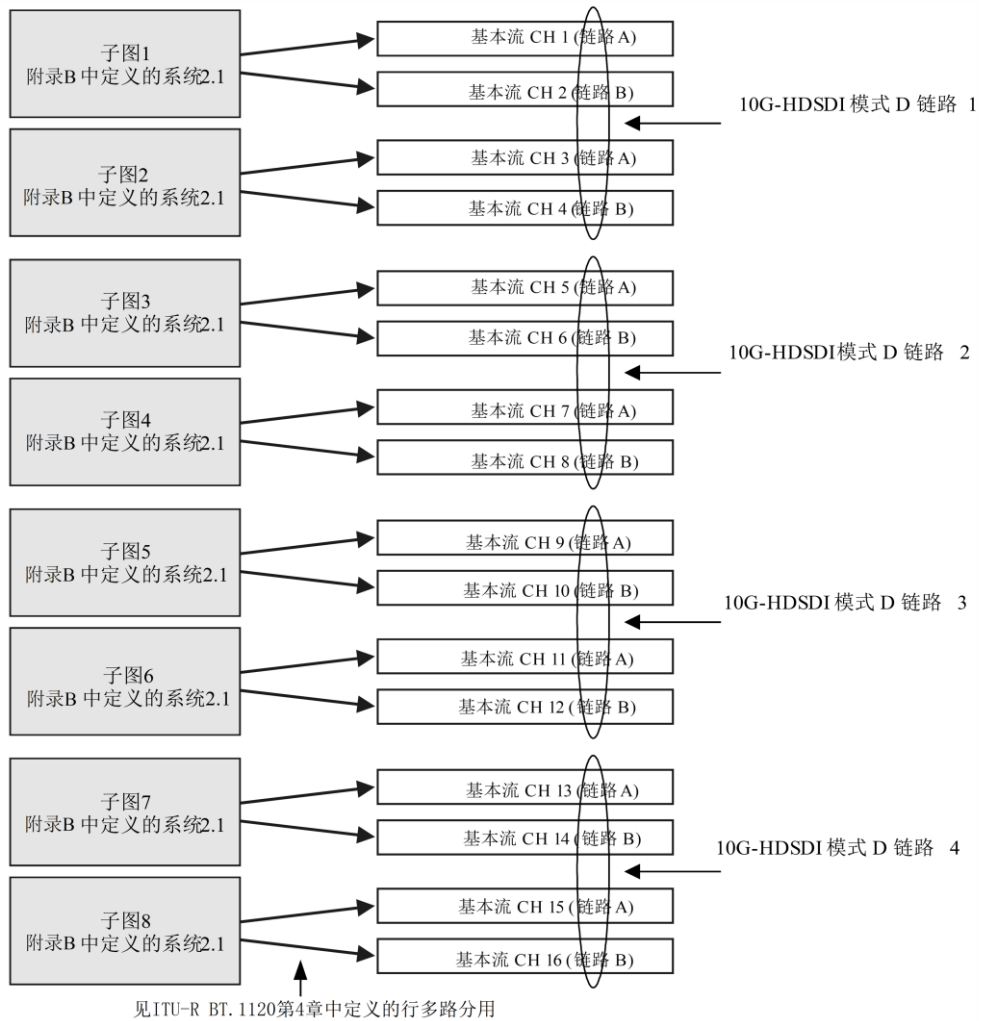 子图1
附录B 中定义的系统2.1
基本流 CH 1 (链路 A)
基本流 CH 2 (链路 B)
10G-HDSDI 模式 D 链路 1
子图2
附录B 中定义的系统2.1
基本流 CH 3 (链路 A)
基本流 CH 4 (链路 B)
子图3
附录B 中定义的系统2.1
基本流 CH 5 (链路 A)
基本流 CH 6 (链路 B)
10G-HDSDI模式 D 链路 2
子图4
附录B 中定义的系统2.1
基本流 CH 7 (链路 A)
基本流 CH 8 (链路 B)
子图5
附录B 中定义的系统2.1
基本流 CH 9 (链路 A)
基本流 CH 10 (链路 B)
10G-HDSDI 模式 D 链路 3
子图6
附录B 中定义的系统2.1
基本流 CH 11 (链路 A)
基本流 CH 12 (链路 B)
子图7
附录B 中定义的系统2.1
基本流 CH 13 (链路 A)
基本流 CH 14 (链路 B)
10G-HDSDI 模式 D 链路 4
子图8
附录B 中定义的系统2.1
基本流 CH 15 (链路 A)
基本流 CH 16 (链路 B)
见ITU-R BT.1120第4章中定义的行多路分用